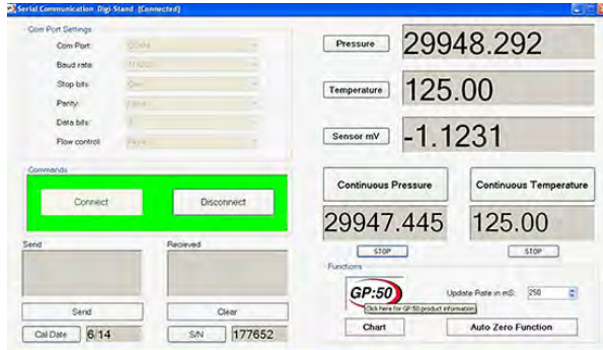 Serial Communication Digi-Stand (Connected)
Com Port Settings
Com Port:
Baud rate:
Stop bits:
Parity:
Data bits:
Flow control:
Commands
Connect
Disconnect
Send
Recieved
Send
Clear
Cal Date
6/14
S/N
177652
Pressure
29948.292
Temperature
125.00
Sensor mV
-1.1231
Continuous Pressure
Continuous Temperature
29947.445
125.00
STOP
STOP
Functions
GP:50
Update Rate in mS:
250
Click here for GP:50 product information
Chart
Auto Zero Function